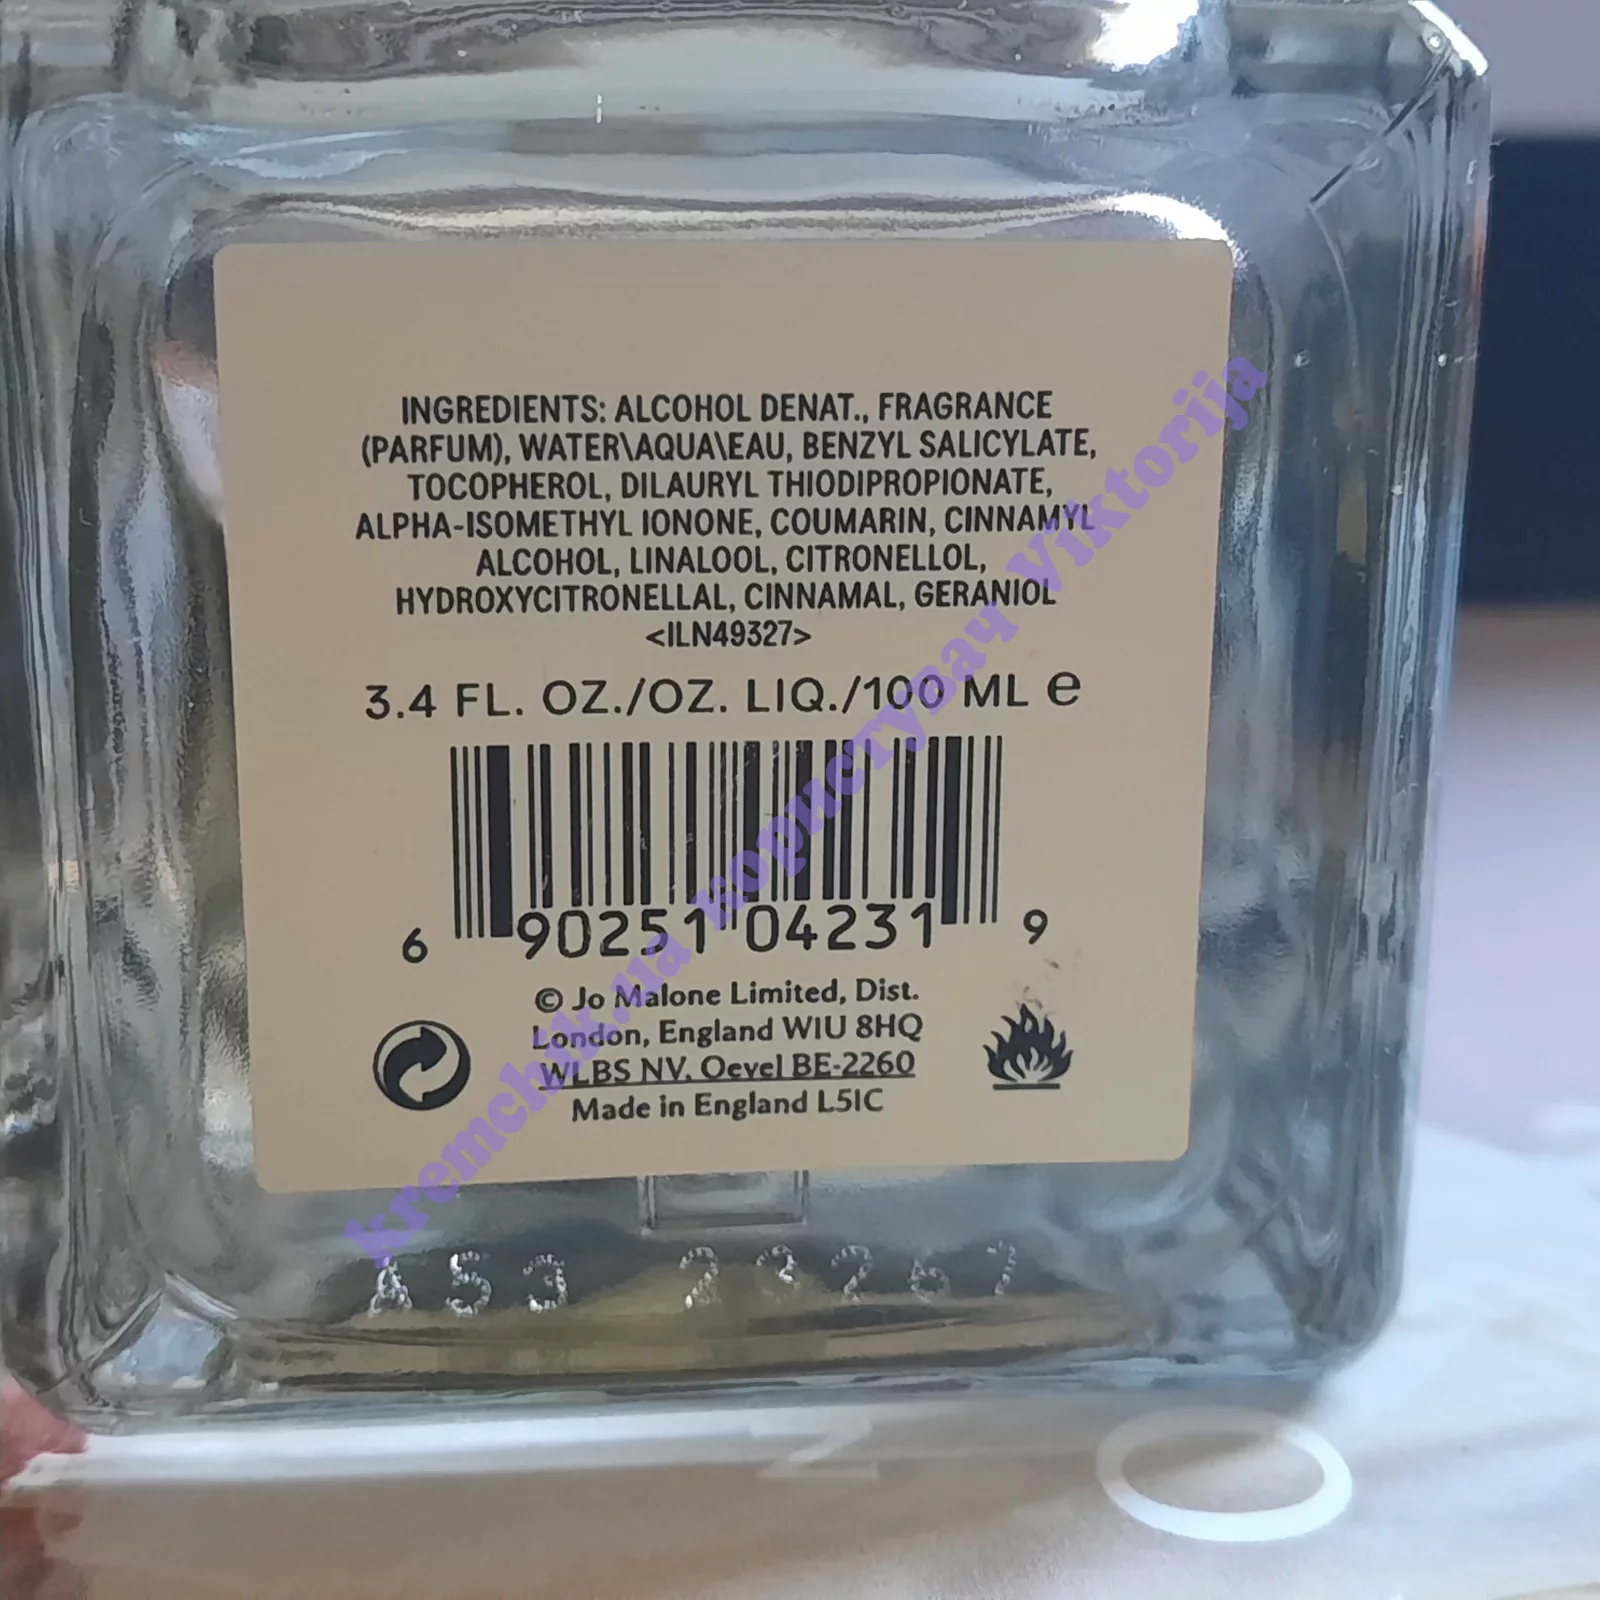 INGREDIENTS: ALCOHOL DENAT., FRAGRANCE
(PARFUM), WATER\AQUA\EAU, BENZYL SALICYLATE,
TOCOPHEROL, DILAURYL THIODIPROPIONATE,
ALPHA-ISOMETHYL IONONE, COUMARIN, CINNAMYL
ALCOHOL, LINALOOL, CITRONELLOL,
HYDROXYCITRONELLAL, CINNAMAL, GERANIOL
<ILN49327>
3.4 FL. OZ./OZ. LIQ./100 ML e
6 90251 04231 9
© Jo Malone Limited, Dist.
London, England W1U 8HQ
WLBS NV. Oevel BE-2260
Made in England L51C
A53 23267
kremchik.ua користувач Viktorija